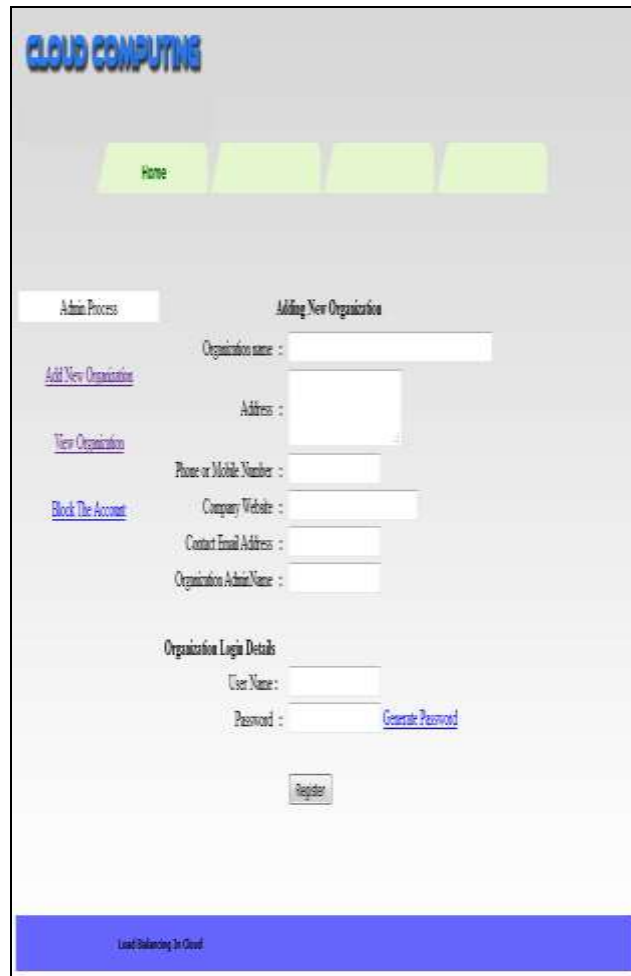 CLOUD COMPUTING
Home
Admin Process
Add New Organization
View Organization
Block The Account
Adding New Organization
Organization name :
Address :
Phone or Mobile Number :
Company Website :
Contact Email Address :
Organization AdminName :
Organization Login Details
User Name :
Password : Generate Password
Register
Load Balancing In Cloud